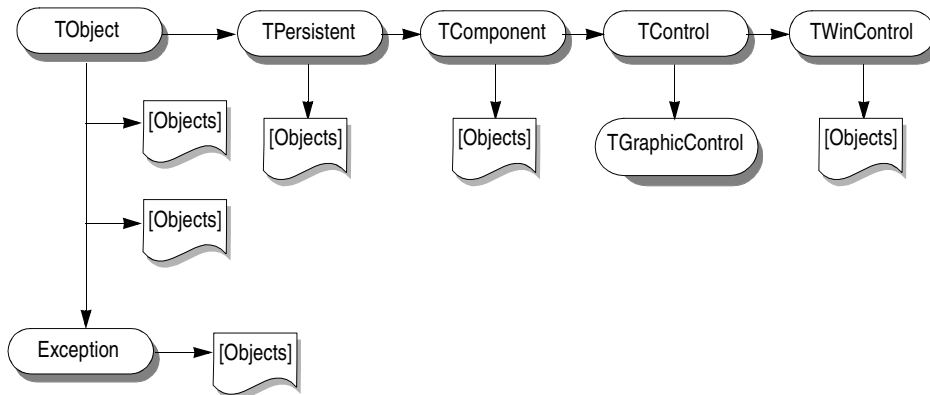 TObject
TPersistent
TComponent
TControl
TWinControl
[Objects]
[Objects]
[Objects]
TGraphicControl
[Objects]
[Objects]
Exception
[Objects]